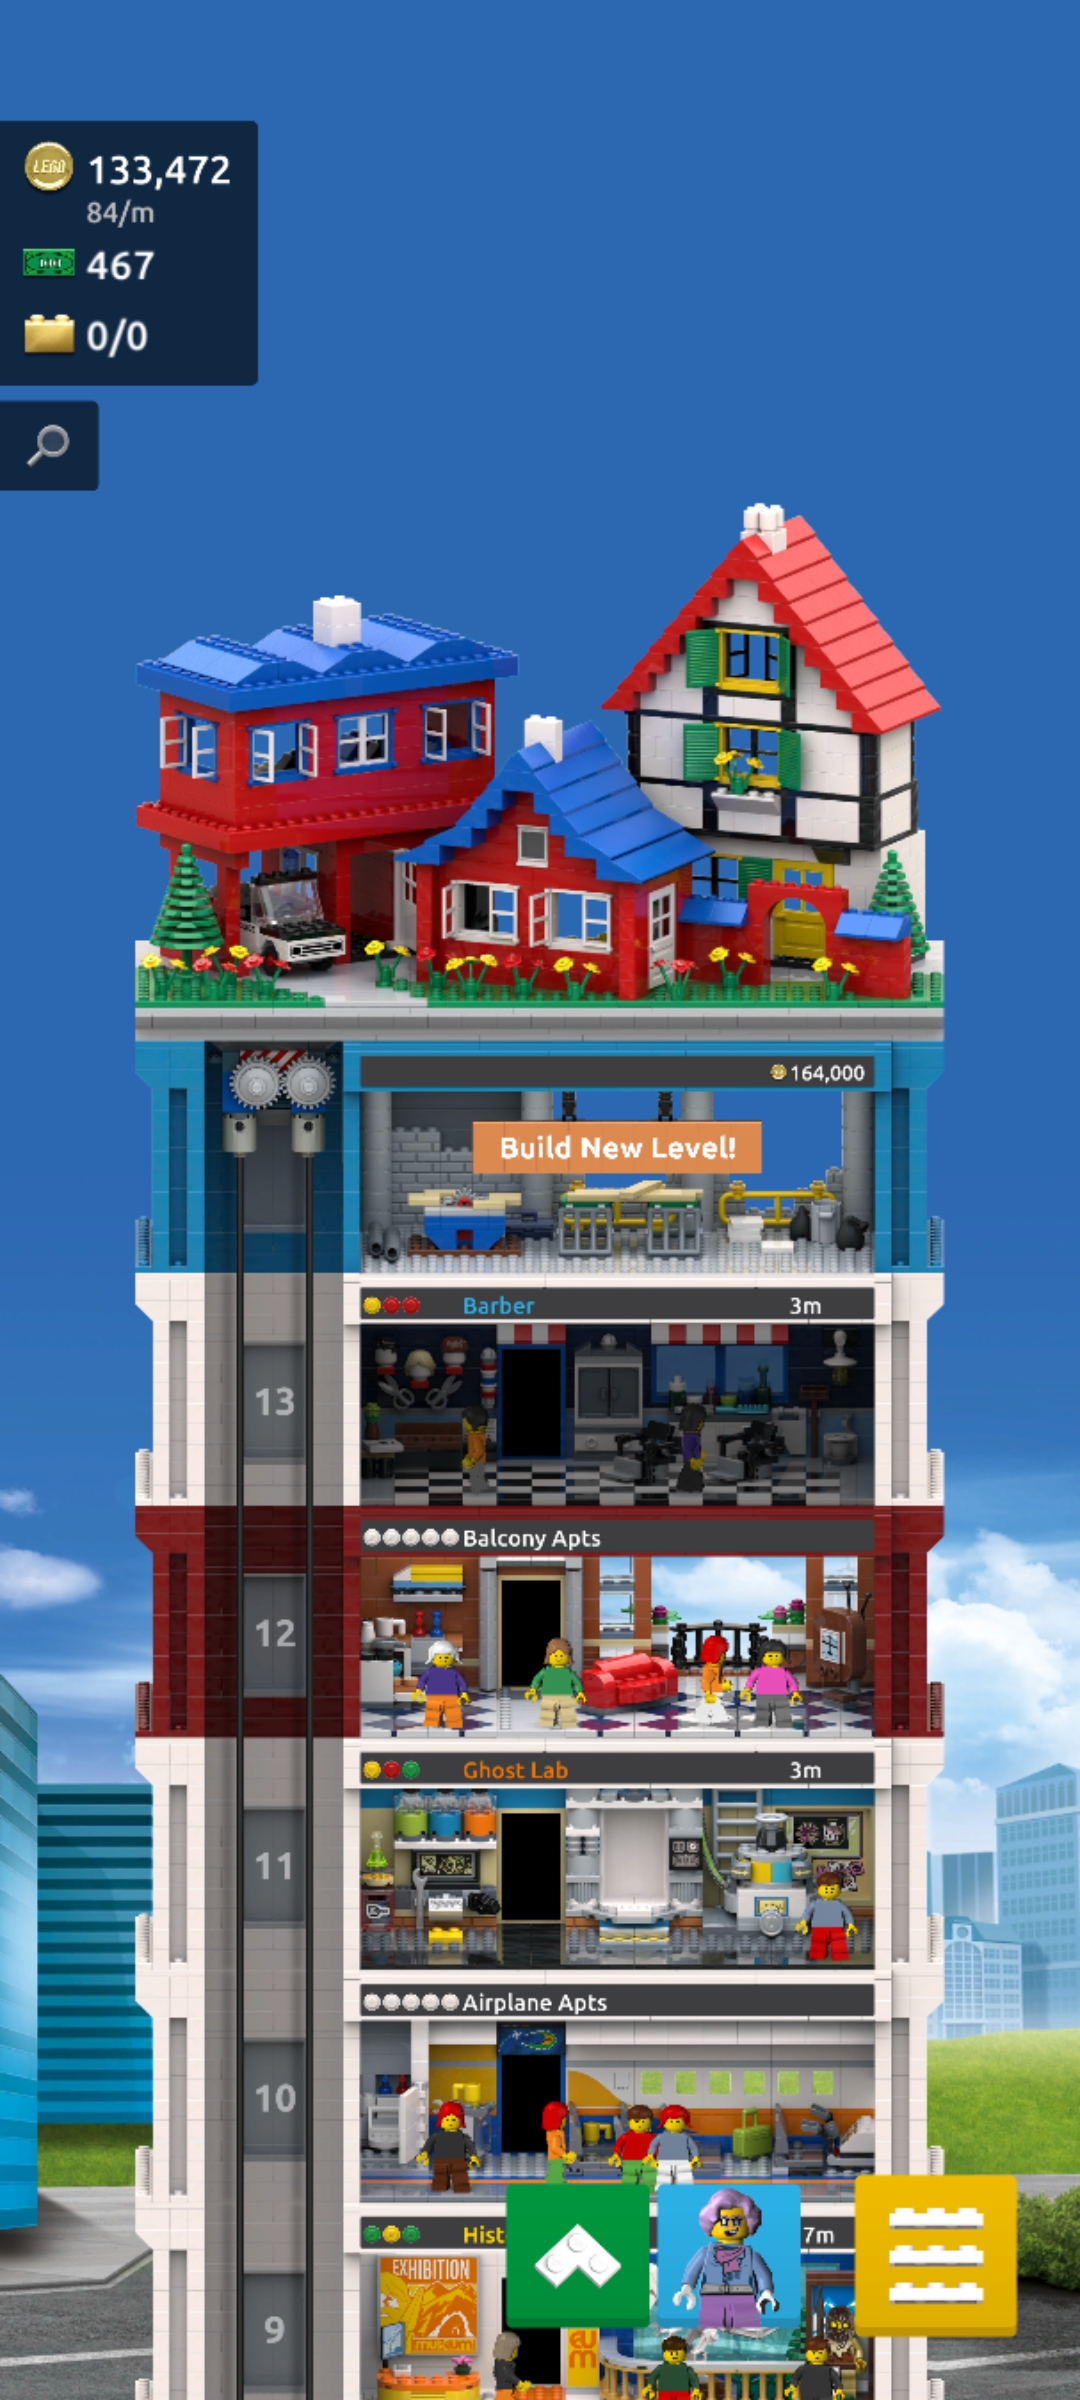 LEGO
133,472
84/m
467
0/0
164,000
Build New Level!
Barber 3m
13
Balcony Apts
12
Ghost Lab 3m
11
Airplane Apts
10
Hist 7m
EXHIBITION
museum
9